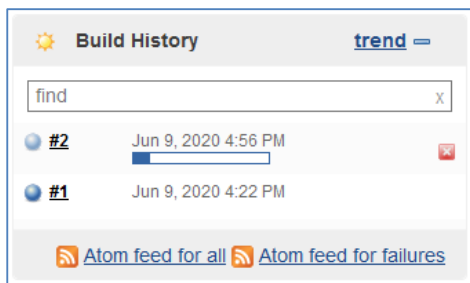 Build History trend
find x
#2 Jun 9, 2020 4:56 PM
#1 Jun 9, 2020 4:22 PM
Atom feed for all Atom feed for failures